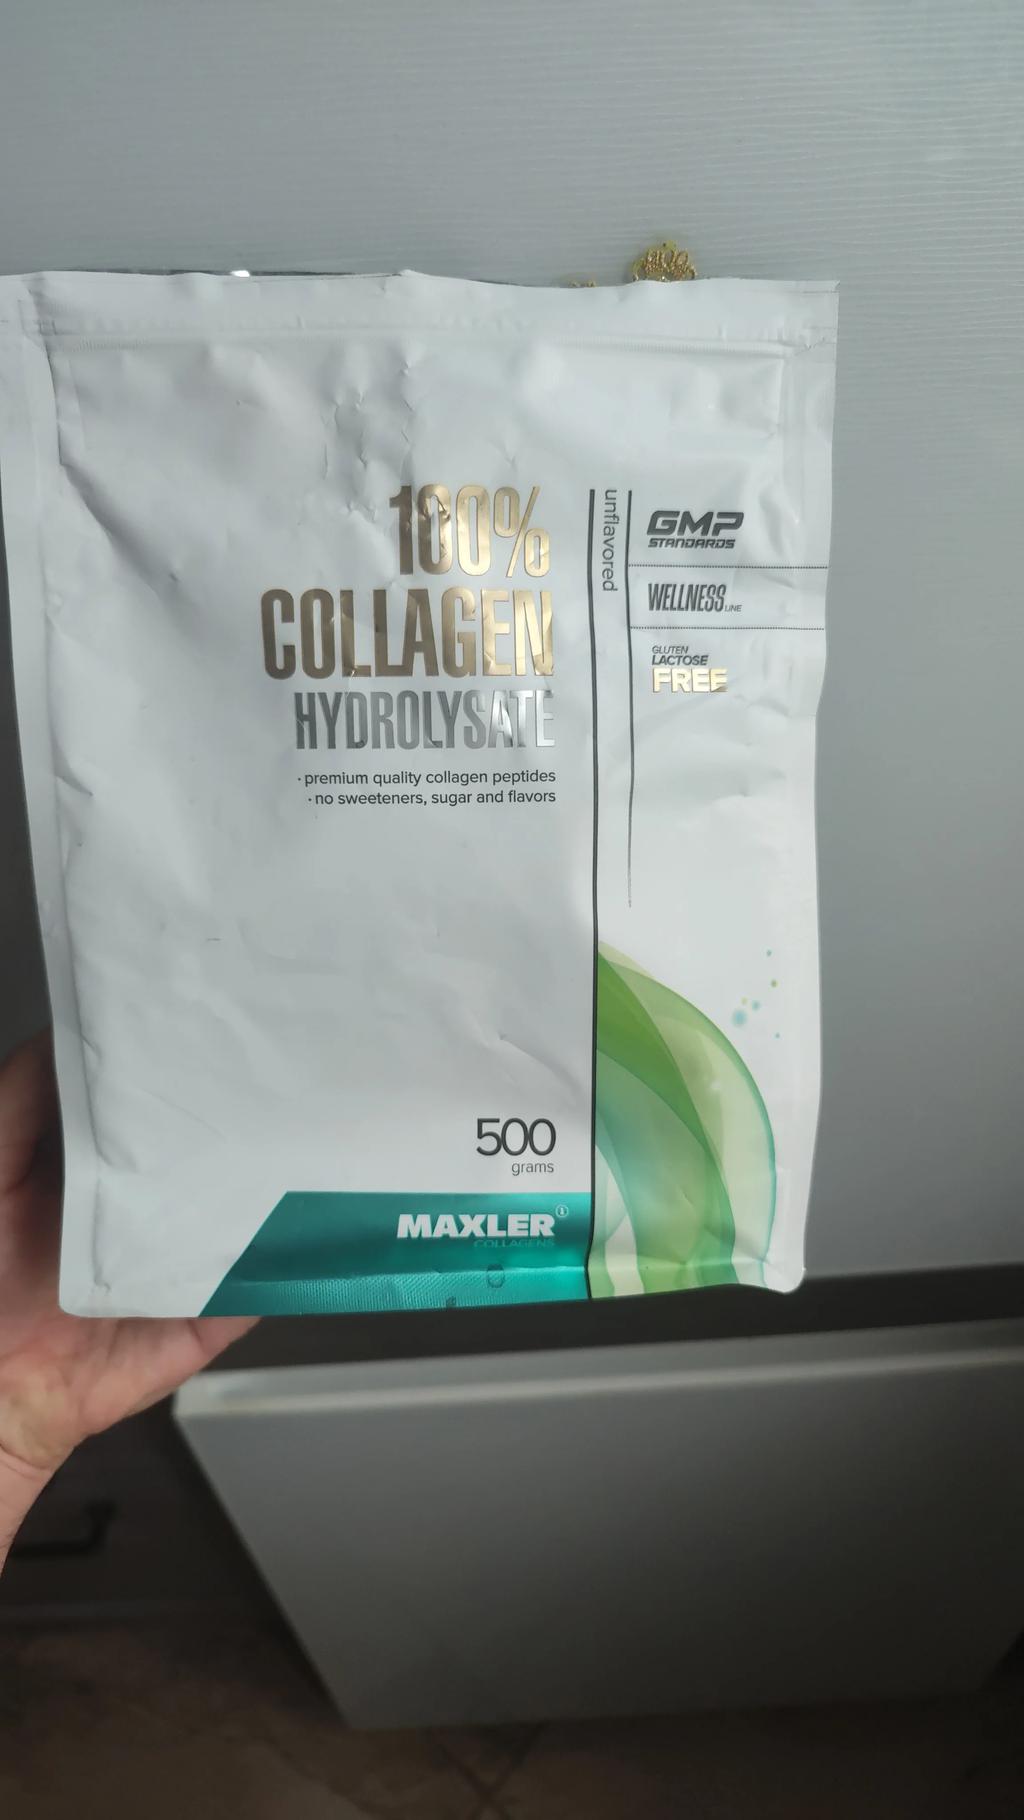 100%
COLLAGEN
HYDROLYSATE
· premium quality collagen peptides
· no sweeteners, sugar and flavors
unflavored
GMP
STANDARDS
WELLNESS LINE
GLUTEN
LACTOSE
FREE
500
grams
MAXLER
COLLAGENS